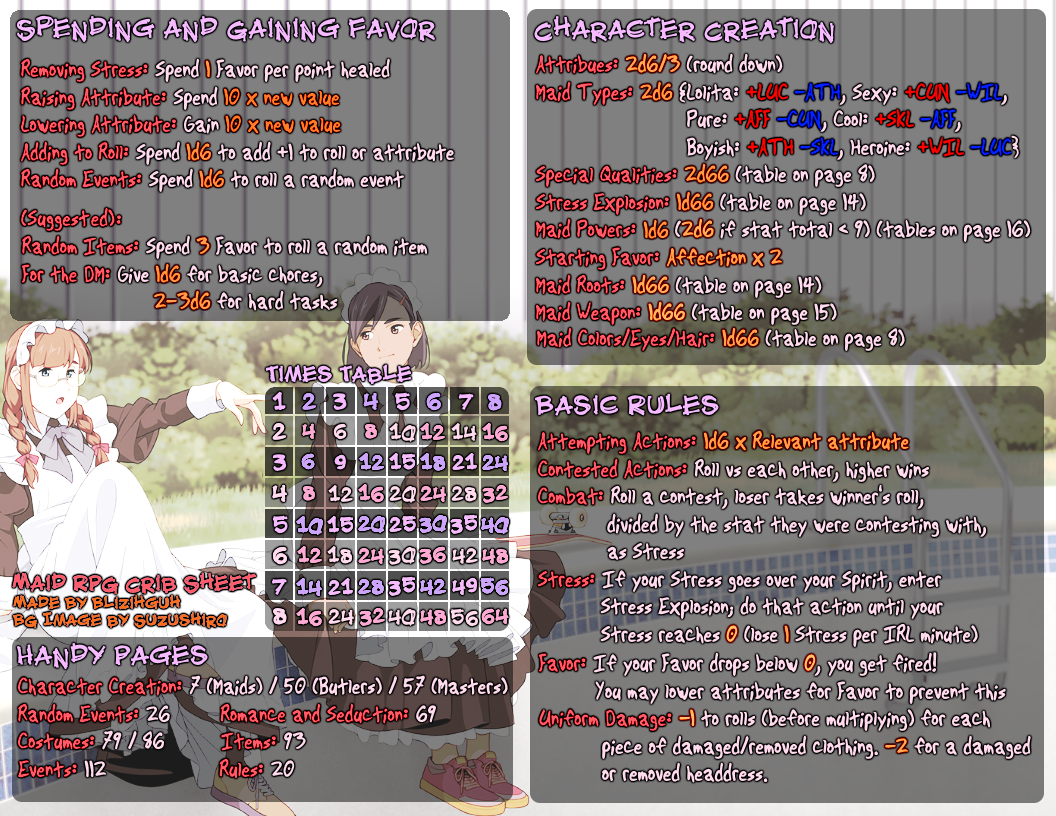 SPENDING AND GAINING FAVOR
Removing Stress: Spend 1 Favor per point healed
Raising Attribute: Spend 10 x new value
Lowering Attribute: Gain 10 x new value
Adding to Roll: Spend 1d6 to add +1 to roll or attribute
Random Events: Spend 1d6 to roll a random event
(Suggested):
Random Items: Spend 3 Favor to roll a random item
For the DM: Give 1d6 for basic chores,
2-3d6 for hard tasks
CHARACTER CREATION
Attribues: 2d6/3 (round down)
Maid Types: 2d6 {Lolita: +LUC -ATH, Sexy: +CUN -WIL,
Pure: +AFF -CUN, Cool: +SKL -AFF,
Boyish: +ATH -SKL, Heroine: +WIL -LUC}
Special Qualities: 2d66 (table on page 8)
Stress Explosion: 1d66 (table on page 14)
Maid Powers: 1d6 (2d6 if stat total < 9) (tables on page 16)
Starting Favor: Affection x 2
Maid Roots: 1d66 (table on page 14)
Maid Weapon: 1d66 (table on page 15)
Maid Colors/Eyes/Hair: 1d66 (table on page 8)
TIMES TABLE
1 2 3 4 5 6 7 8
2 4 6 8 10 12 14 16
3 6 9 12 15 18 21 24
4 8 12 16 20 24 28 32
5 10 15 20 25 30 35 40
6 12 18 24 30 36 42 48
7 14 21 28 35 42 49 56
8 16 24 32 40 48 56 64
MAID RPG CRIB SHEET
MADE BY BLIZIHGUH
BG IMAGE BY SUZUSHIRO
HANDY PAGES
Character Creation: 7 (Maids) / 50 (Butlers) / 57 (Masters)
Random Events: 26 Romance and Seduction: 69
Costumes: 79 / 86 Items: 93
Events: 112 Rules: 20
BASIC RULES
Attempting Actions: 1d6 x Relevant attribute
Contested Actions: Roll vs each other, higher wins
Combat: Roll a contest, loser takes winner's roll,
divided by the stat they were contesting with,
as Stress
Stress: If your Stress goes over your Spirit, enter
Stress Explosion; do that action until your
Stress reaches 0 (lose 1 Stress per IRL minute)
Favor: If your Favor drops below 0, you get fired!
You may lower attributes for Favor to prevent this
Uniform Damage: -1 to rolls (before multiplying) for each
piece of damaged/removed clothing. -2 for a damaged
or removed headdress.